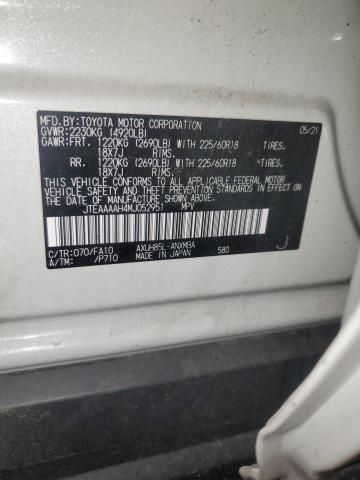 MFD.BY:TOYOTA MOTOR CORPORATION 05/21
GVWR:2230KG (4920LB)
GAWR:FRT. 1220KG (2690LB) WITH 225/60R18 TIRES,
18X7J RIMS
RR. 1220KG (2690LB) WITH 225/60R18 TIRES,
18X7J RIMS
THIS VEHICLE CONFORMS TO ALL APPLICABLE FEDERAL MOTOR
VEHICLE SAFETY, BUMPER, AND THEFT PREVENTION STANDARDS IN
EFFECT ON THE DATE OF MANUFACTURE SHOWN ABOVE.
JTEAAAAH4MJ052951 MPV
C/TR:070/FA10 AXUH85L-ANXMBA
A/TM: /P710 MADE IN JAPAN 580 J